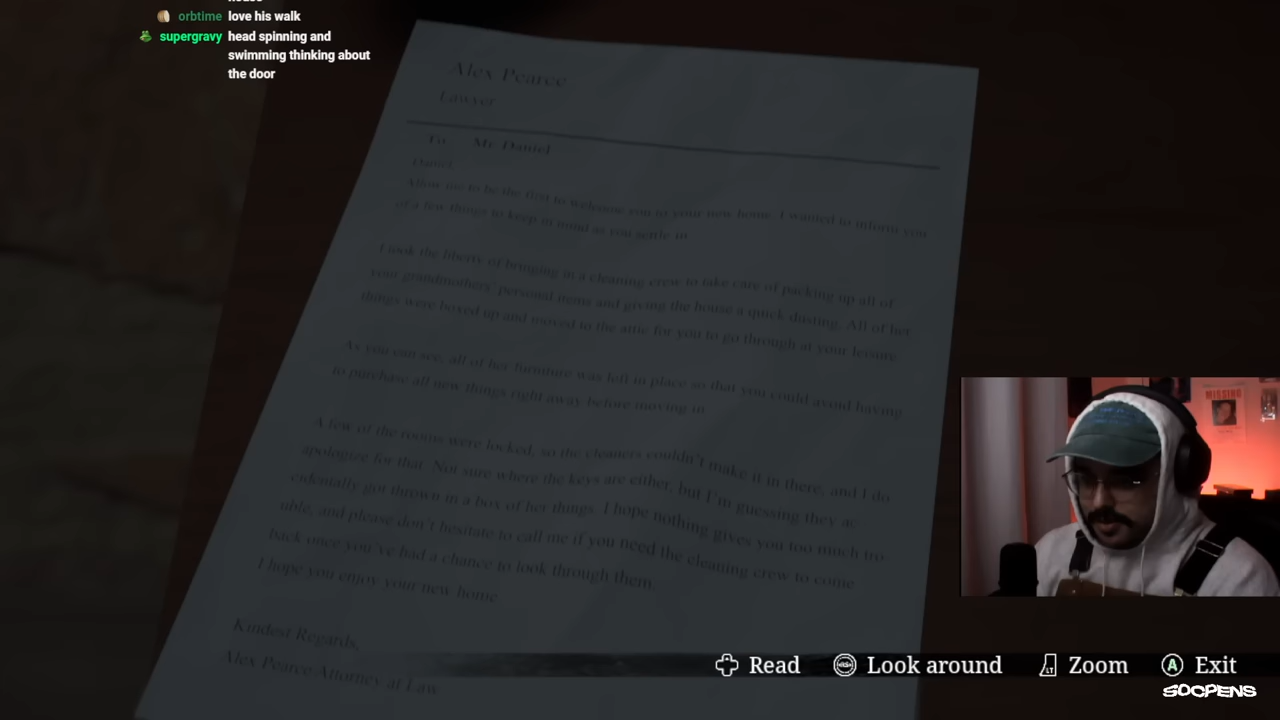 orbtime love his walk
supergravy head spinning and
swimming thinking about
the door
Alex Pearce
Lawyer
To Mr. Daniel
Daniel
Allow me to be the first to welcome you to your new home. I wanted to inform you
of a few things to keep in mind as you settle in
I took the liberty of bringing in a cleaning crew to take care of packing up all of
your grandmothers' personal items and giving the house a quick dusting. All of her
things were boxed up and moved to the attic for you to go through at your leisure
As you can see, all of her furniture was left in place so that you could avoid having
to purchase all new things right away before moving in
A few of the rooms were locked, so the cleaners couldn't make it in there, and I do
apologize for that. Not sure where the keys are either, but I'm guessing they ac
cidentally got thrown in a box of her things. I hope nothing gives you too much tro
uble, and please don't hesitate to call me if you need the cleaning crew to come
back once you've had a chance to look through them.
I hope you enjoy your new home
Kindest Regards,
Alex Pearce Attorney at Law
MISSING
Read
Look around
Zoom
A Exit
SOCPENS